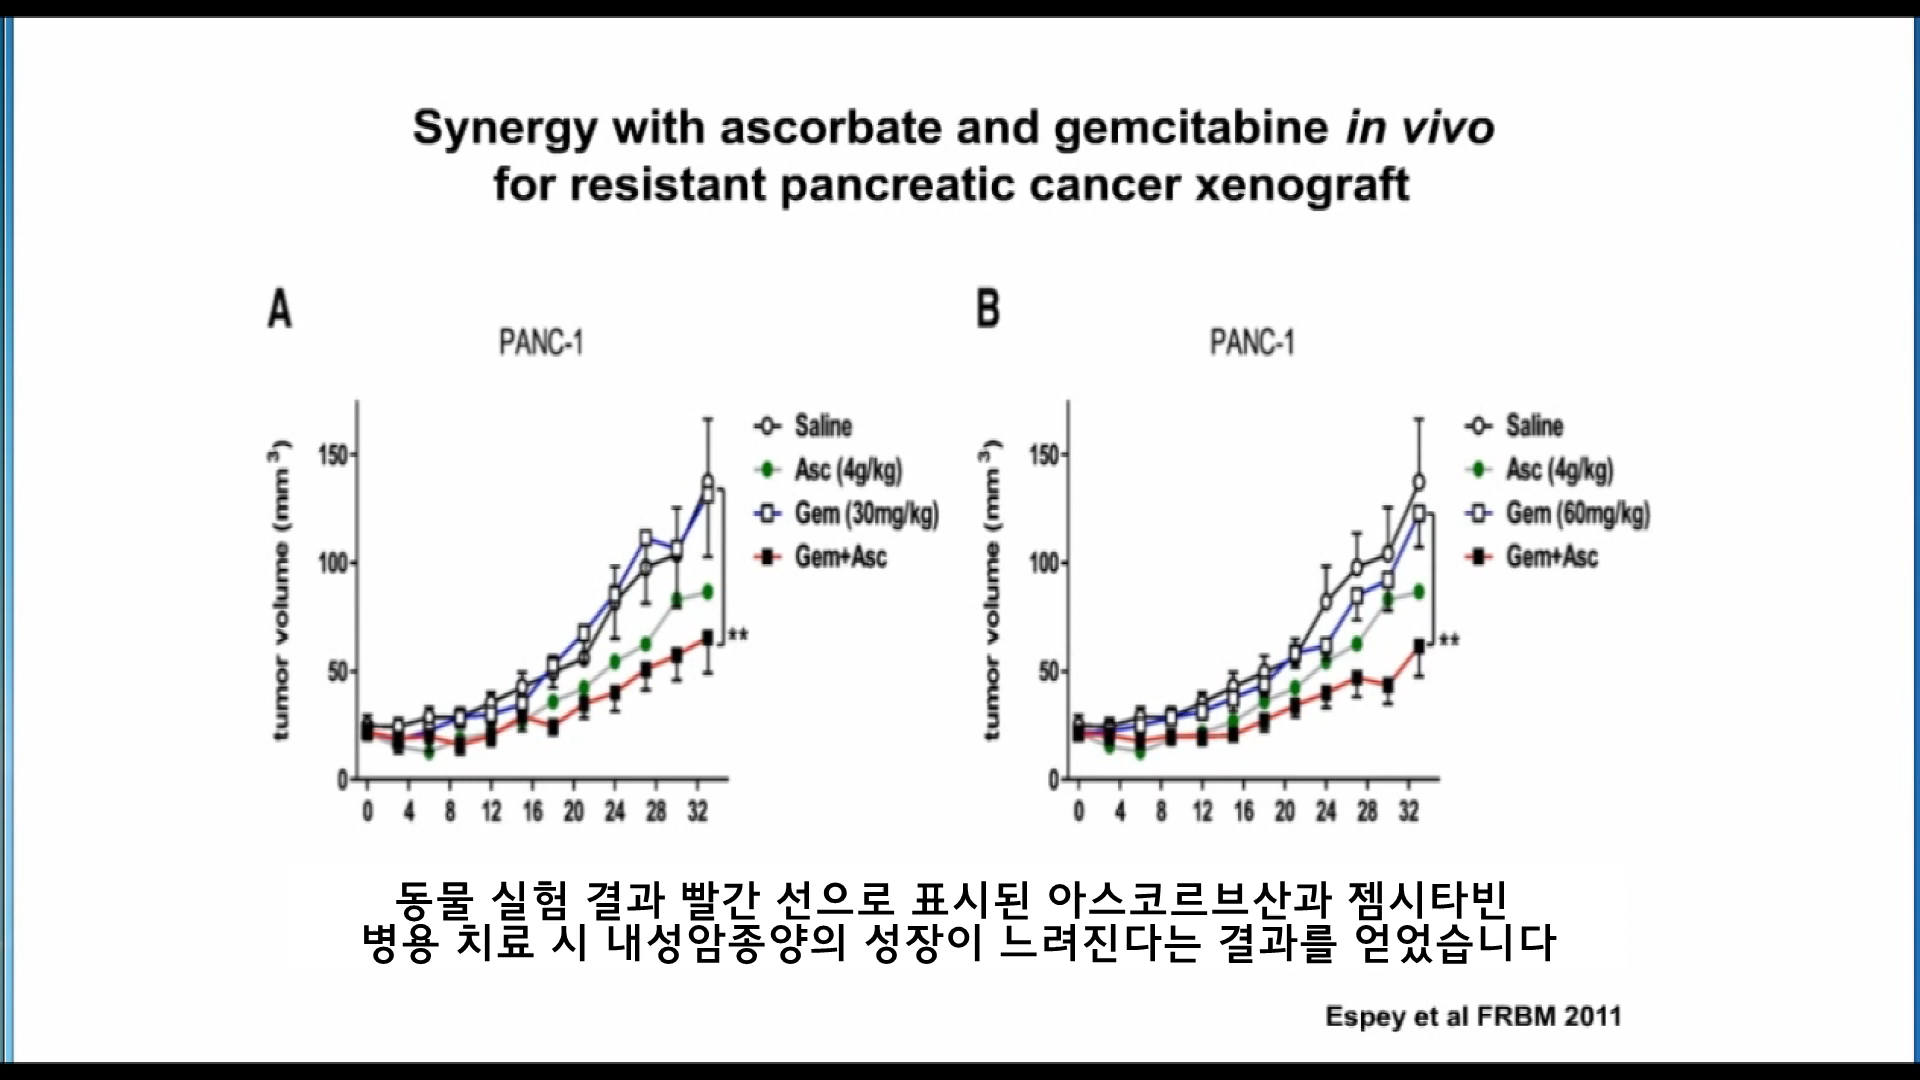 Synergy with ascorbate and gemcitabine in vivo
for resistant pancreatic cancer xenograft
A
PANC-1
tumor volume (mm 3)
150
100
50
0
0 4 8 12 16 20 24 28 32
Saline
Asc (4g/kg)
Gem (30mg/kg)
Gem+Asc
**
B
PANC-1
tumor volume (mm 3)
150
100
50
0
0 4 8 12 16 20 24 28 32
Saline
Asc (4g/kg)
Gem (60mg/kg)
Gem+Asc
**
동물 실험 결과 빨간 선으로 표시된 아스코르브산과 젬시타빈
병용 치료 시 내성암종양의 성장이 느려진다는 결과를 얻었습니다
Espey et al FRBM 2011